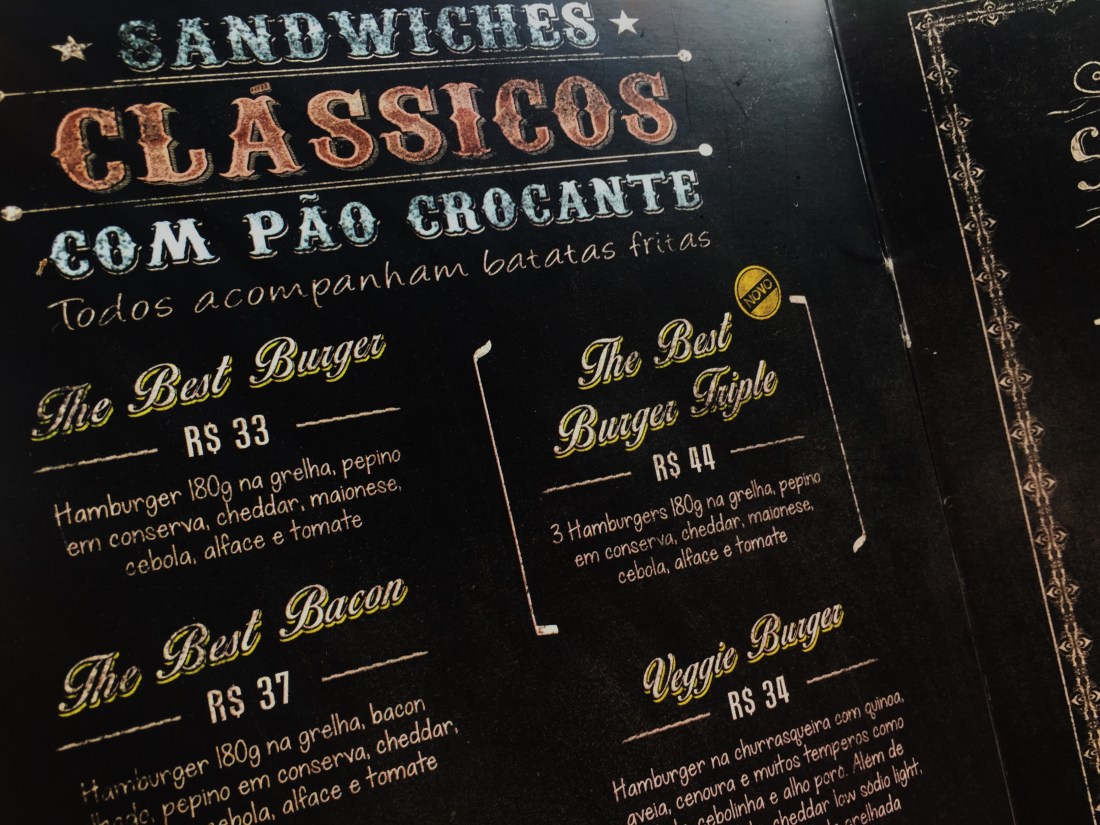 SANDWICHES
CLÁSSICOS
COM PÃO CROCANTE
Todos acompanham batatas fritas
The Best Burger
R$ 33
Hamburger 180g na grelha, pepino
em conserva, cheddar, maionese,
cebola, alface e tomate
NOVO
The Best
Burger Triple
R$ 44
3 Hamburgers 180g na grelha, pepino
em conserva, cheddar, maionese,
cebola, alface e tomate
The Best Bacon
R$ 37
Hamburger 180g na grelha, bacon
pepino em conserva, cheddar,
cebola, alface e tomate
Veggie Burger
R$ 34
Hamburger na churrasqueira com quinoa,
aveia, cenoura e muitos temperos como
cebolinha e alho poró. Além de
cheddar low sódio light,
grelhada